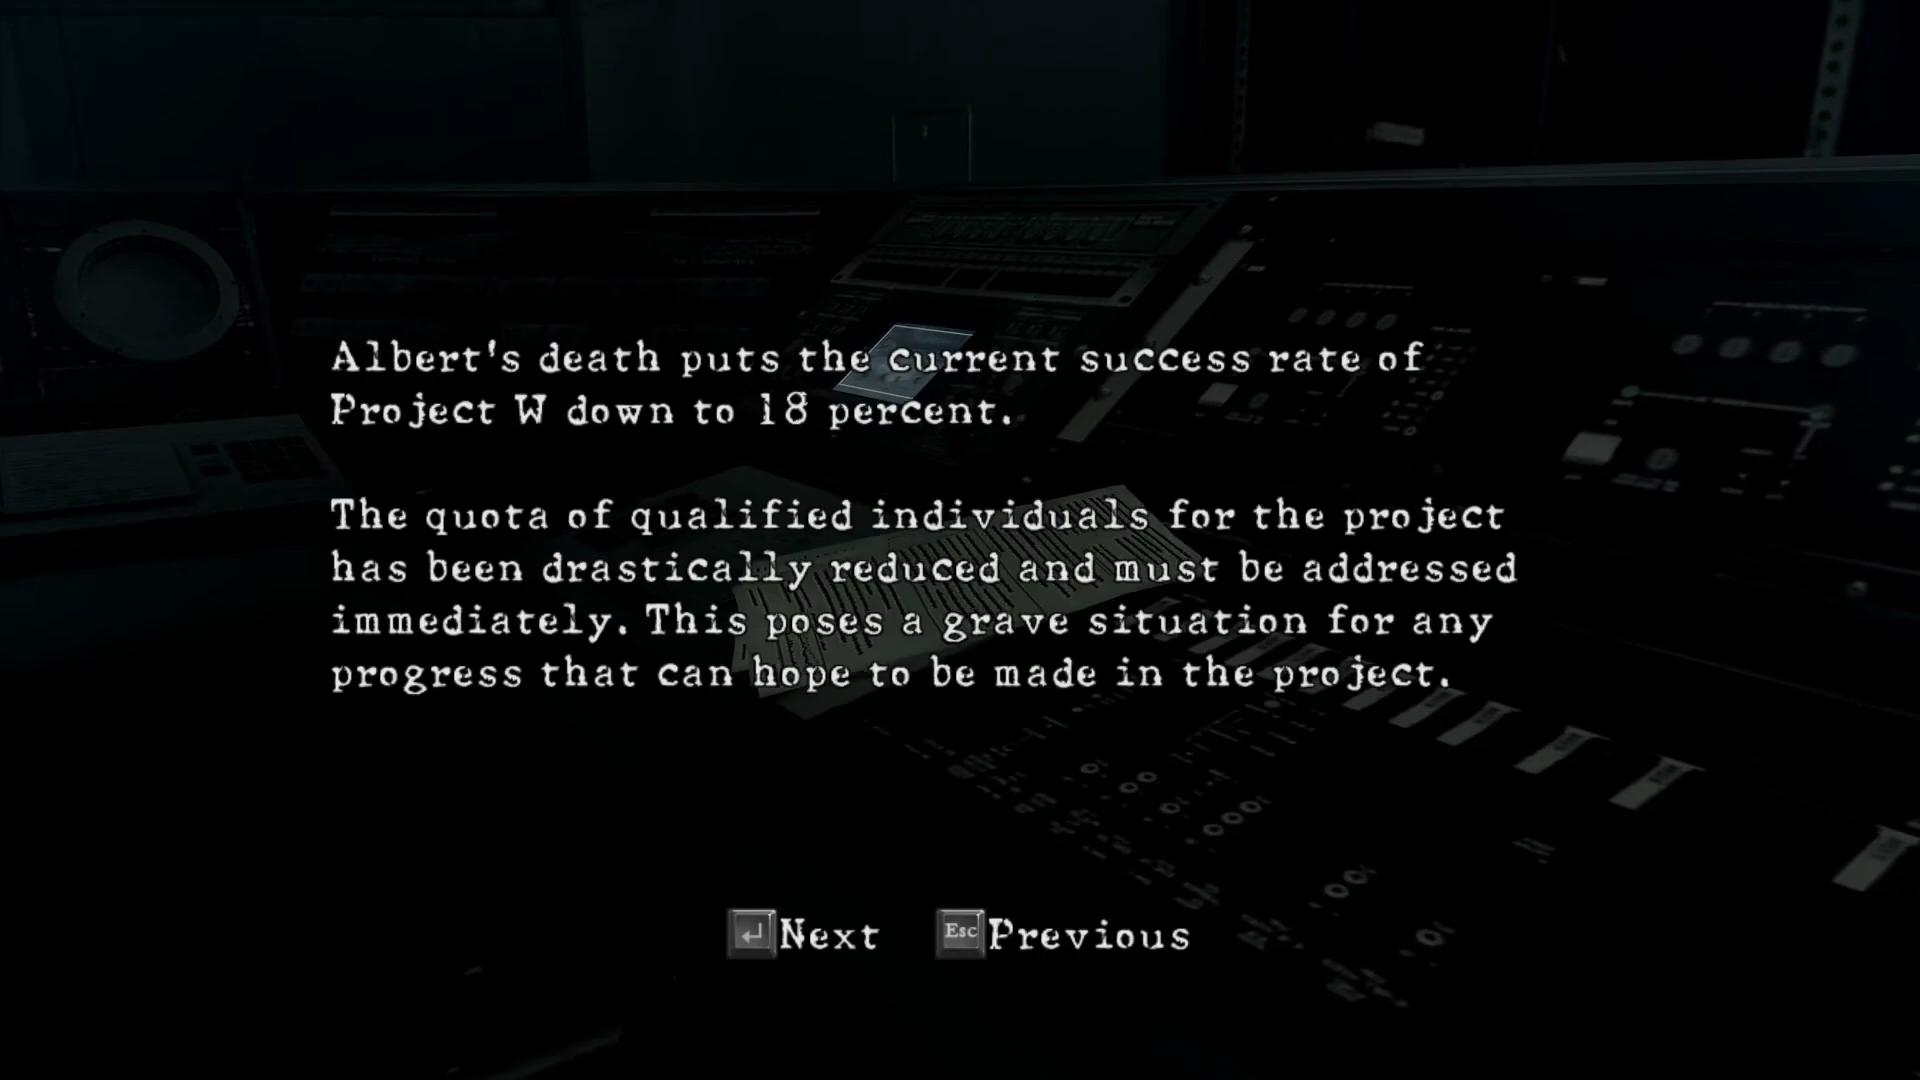 Albert's death puts the current success rate of
Project W down to 18 percent.
The quota of qualified individuals for the project
has been drastically reduced and must be addressed
immediately. This poses a grave situation for any
progress that can hope to be made in the project.
Next Esc Previous